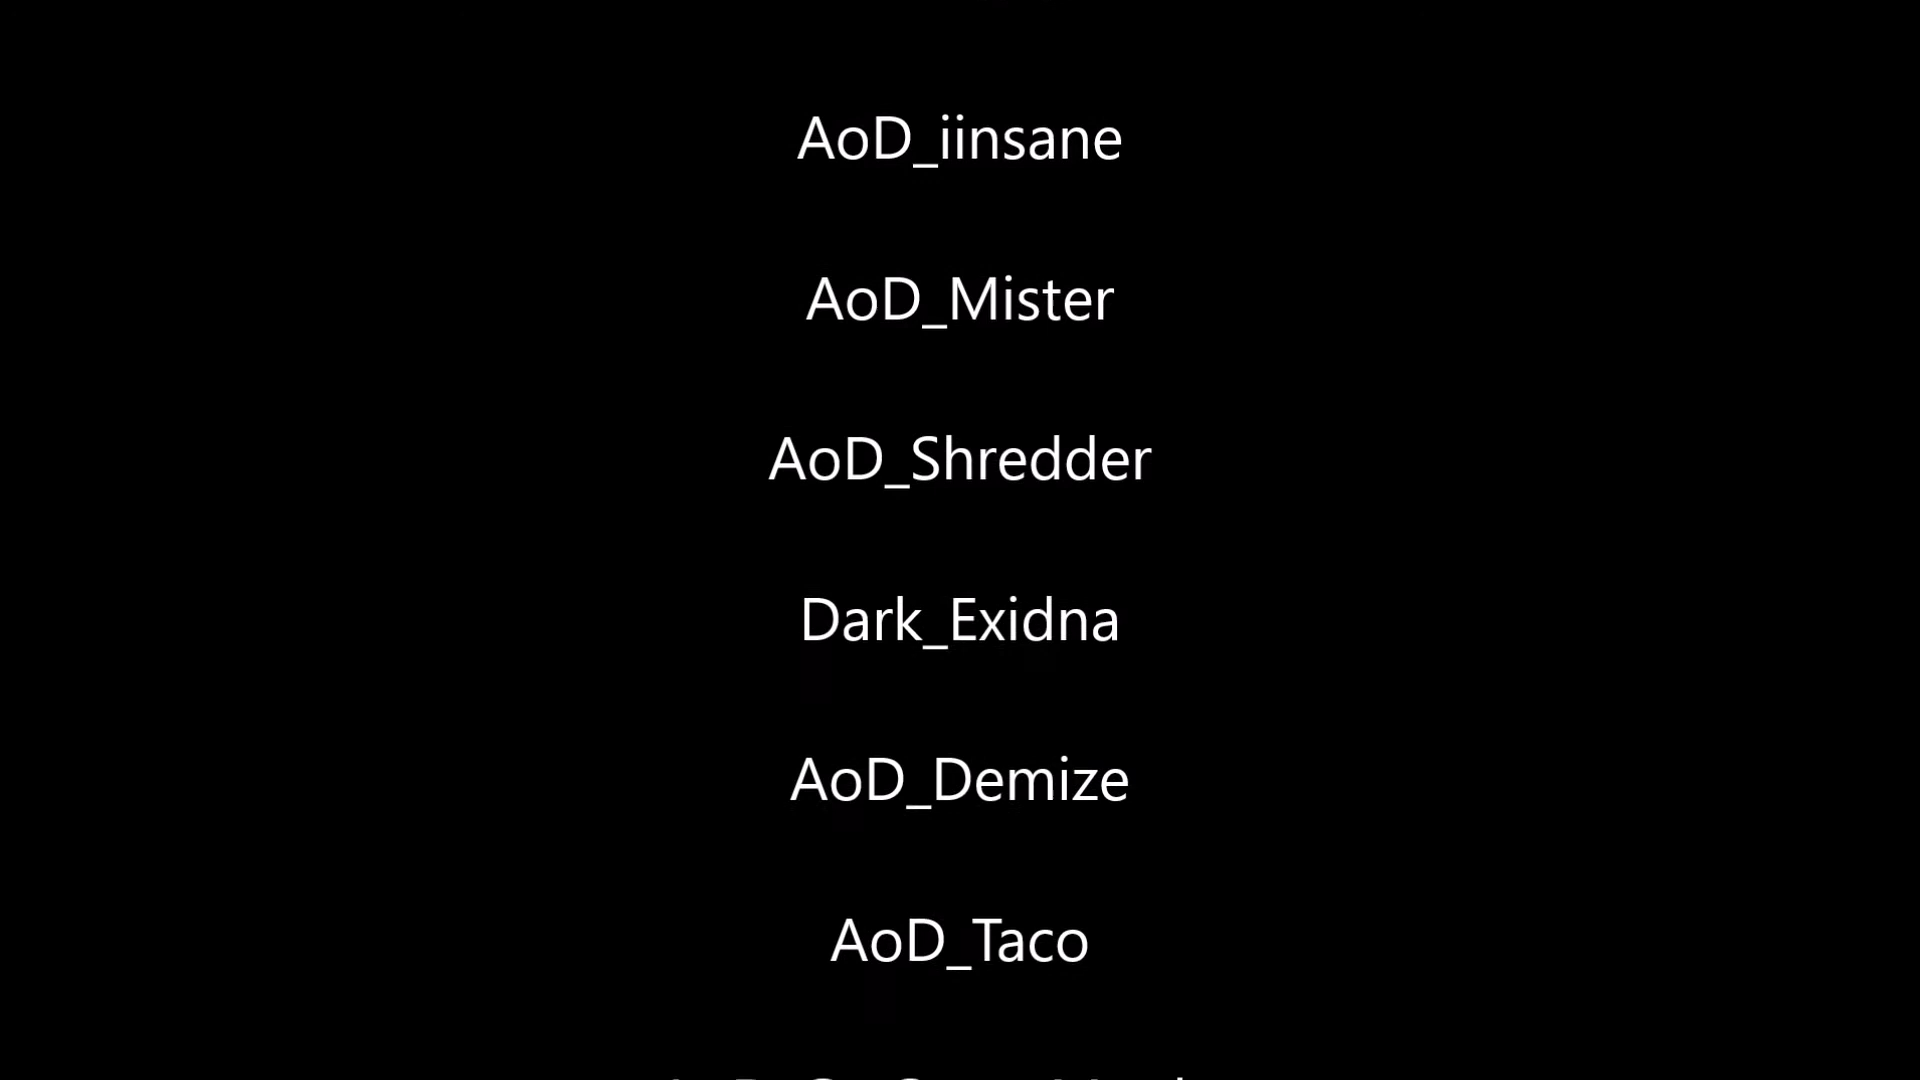 AoD_iinsane
AoD_Mister
AoD_Shredder
Dark_Exidna
AoD_Demize
AoD_Taco